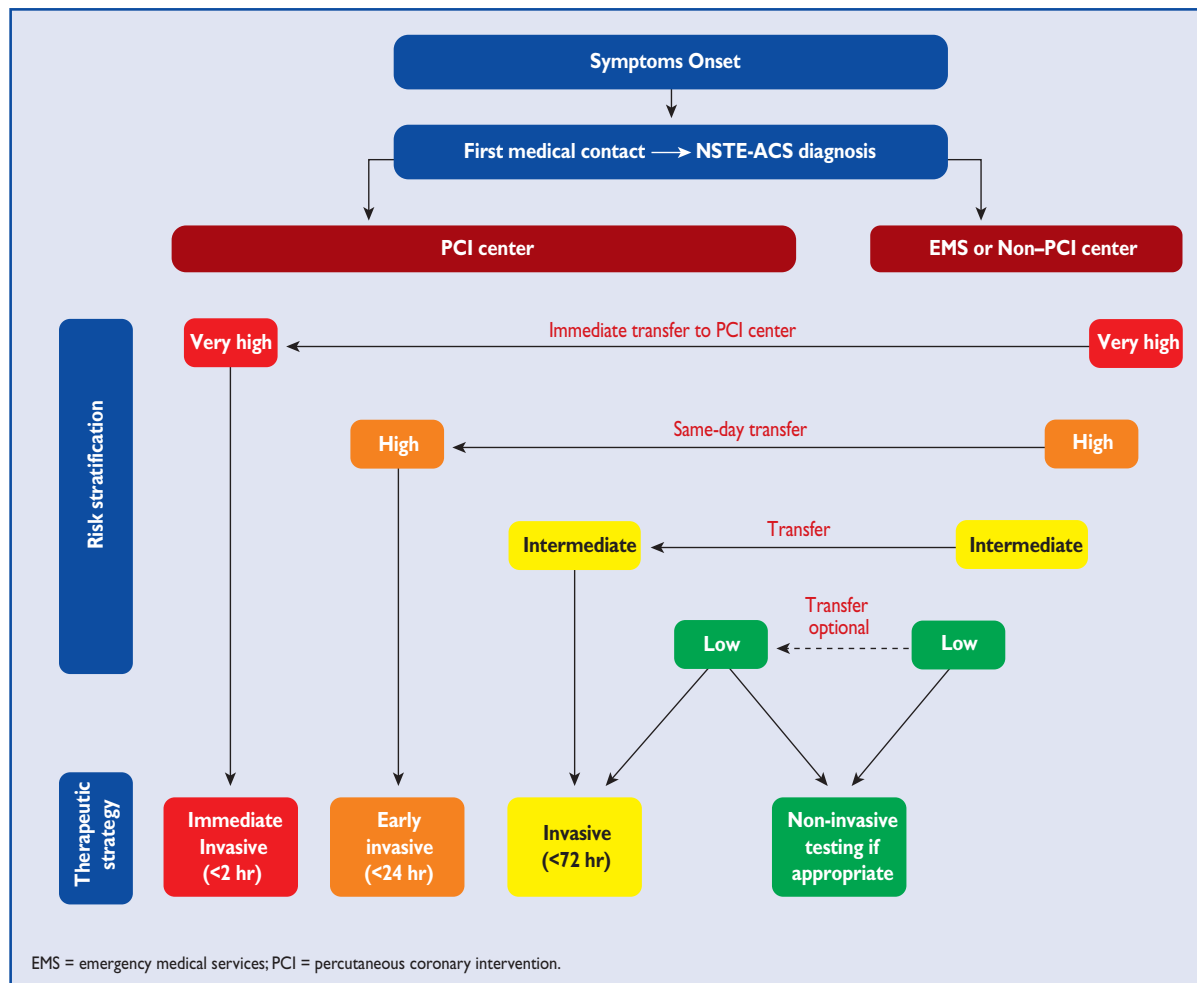 Symptoms Onset
First medical contact → NSTE-ACS diagnosis
PCI center
EMS or Non–PCI center
Risk stratification
Very high
Immediate transfer to PCI center
Very high
High
Same-day transfer
High
Intermediate
Transfer
Intermediate
Low
Transfer
optional
Low
Therapeutic
strategy
Immediate
Invasive
(<2 hr)
Early
invasive
(<24 hr)
Invasive
(<72 hr)
Non-invasive
testing if
appropriate
EMS = emergency medical services; PCI = percutaneous coronary intervention.